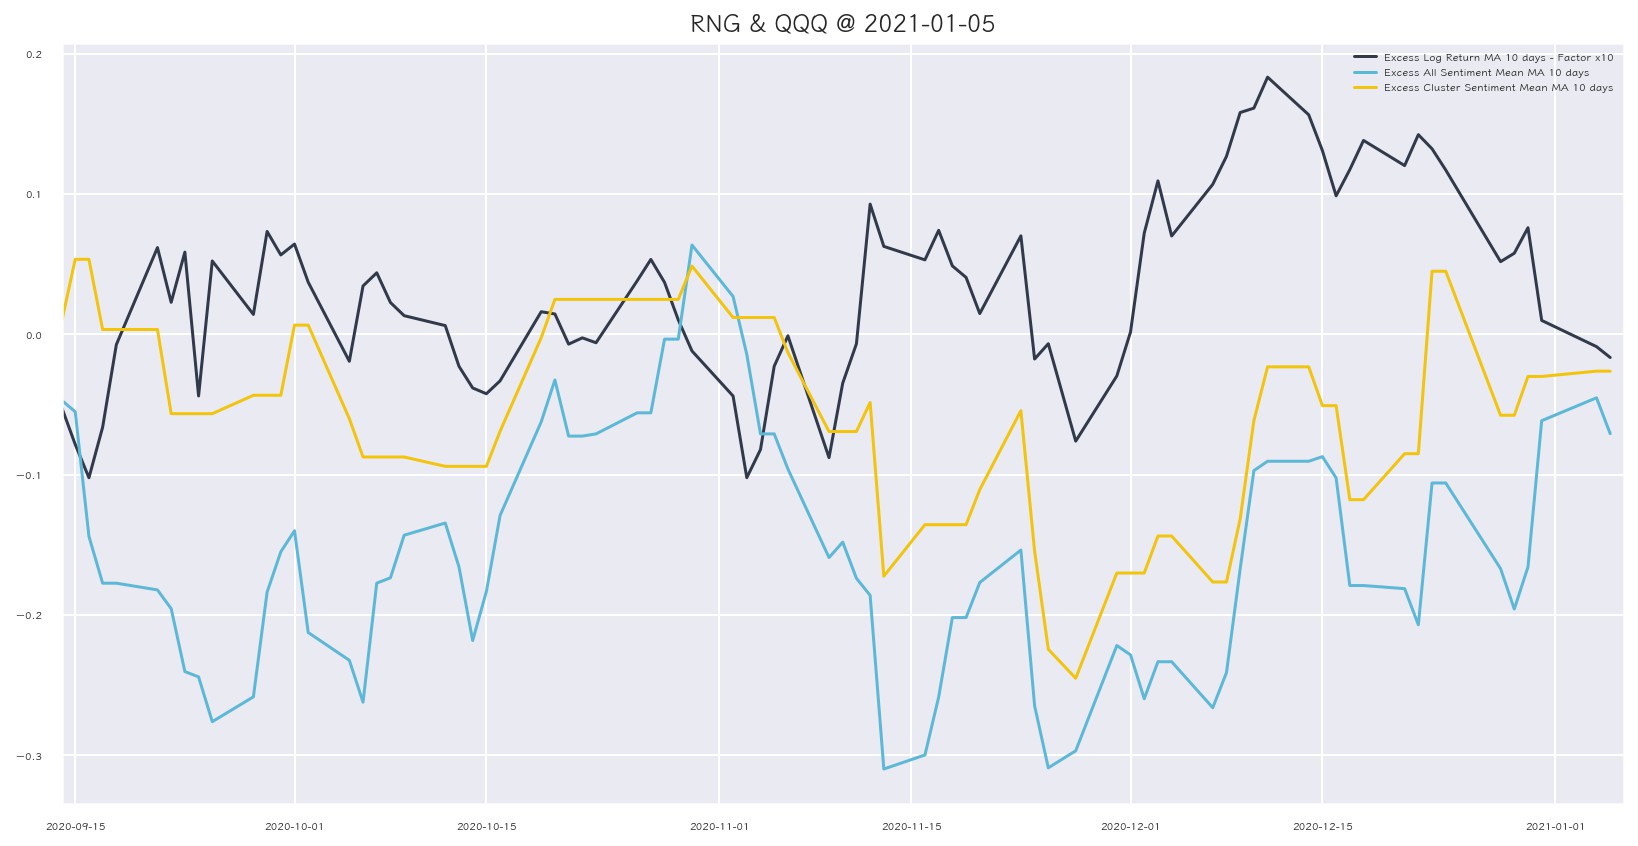 RNG & QQQ @ 2021-01-05
Excess Log Return MA 10 days - Factor x10
Excess All Sentiment Mean MA 10 days
Excess Cluster Sentiment Mean MA 10 days
0.2
0.1
0.0
−0.1
−0.2
−0.3
2020-09-15 2020-10-01 2020-10-15 2020-11-01 2020-11-15 2020-12-01 2020-12-15 2021-01-01